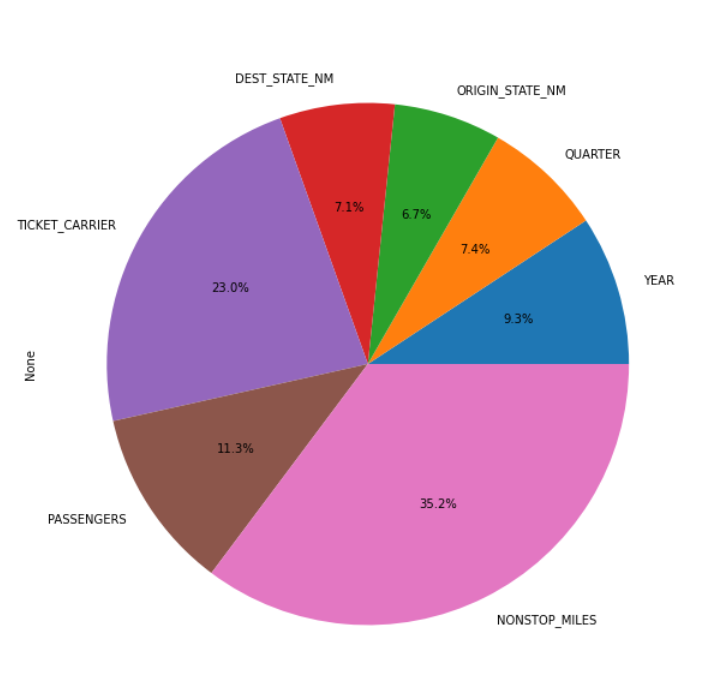 DEST_STATE_NM
ORIGIN_STATE_NM
QUARTER
7.1%
6.7%
TICKET_CARRIER
7.4%
YEAR
23.0%
9.3%
None
11.3%
35.2%
PASSENGERS
NONSTOP_MILES